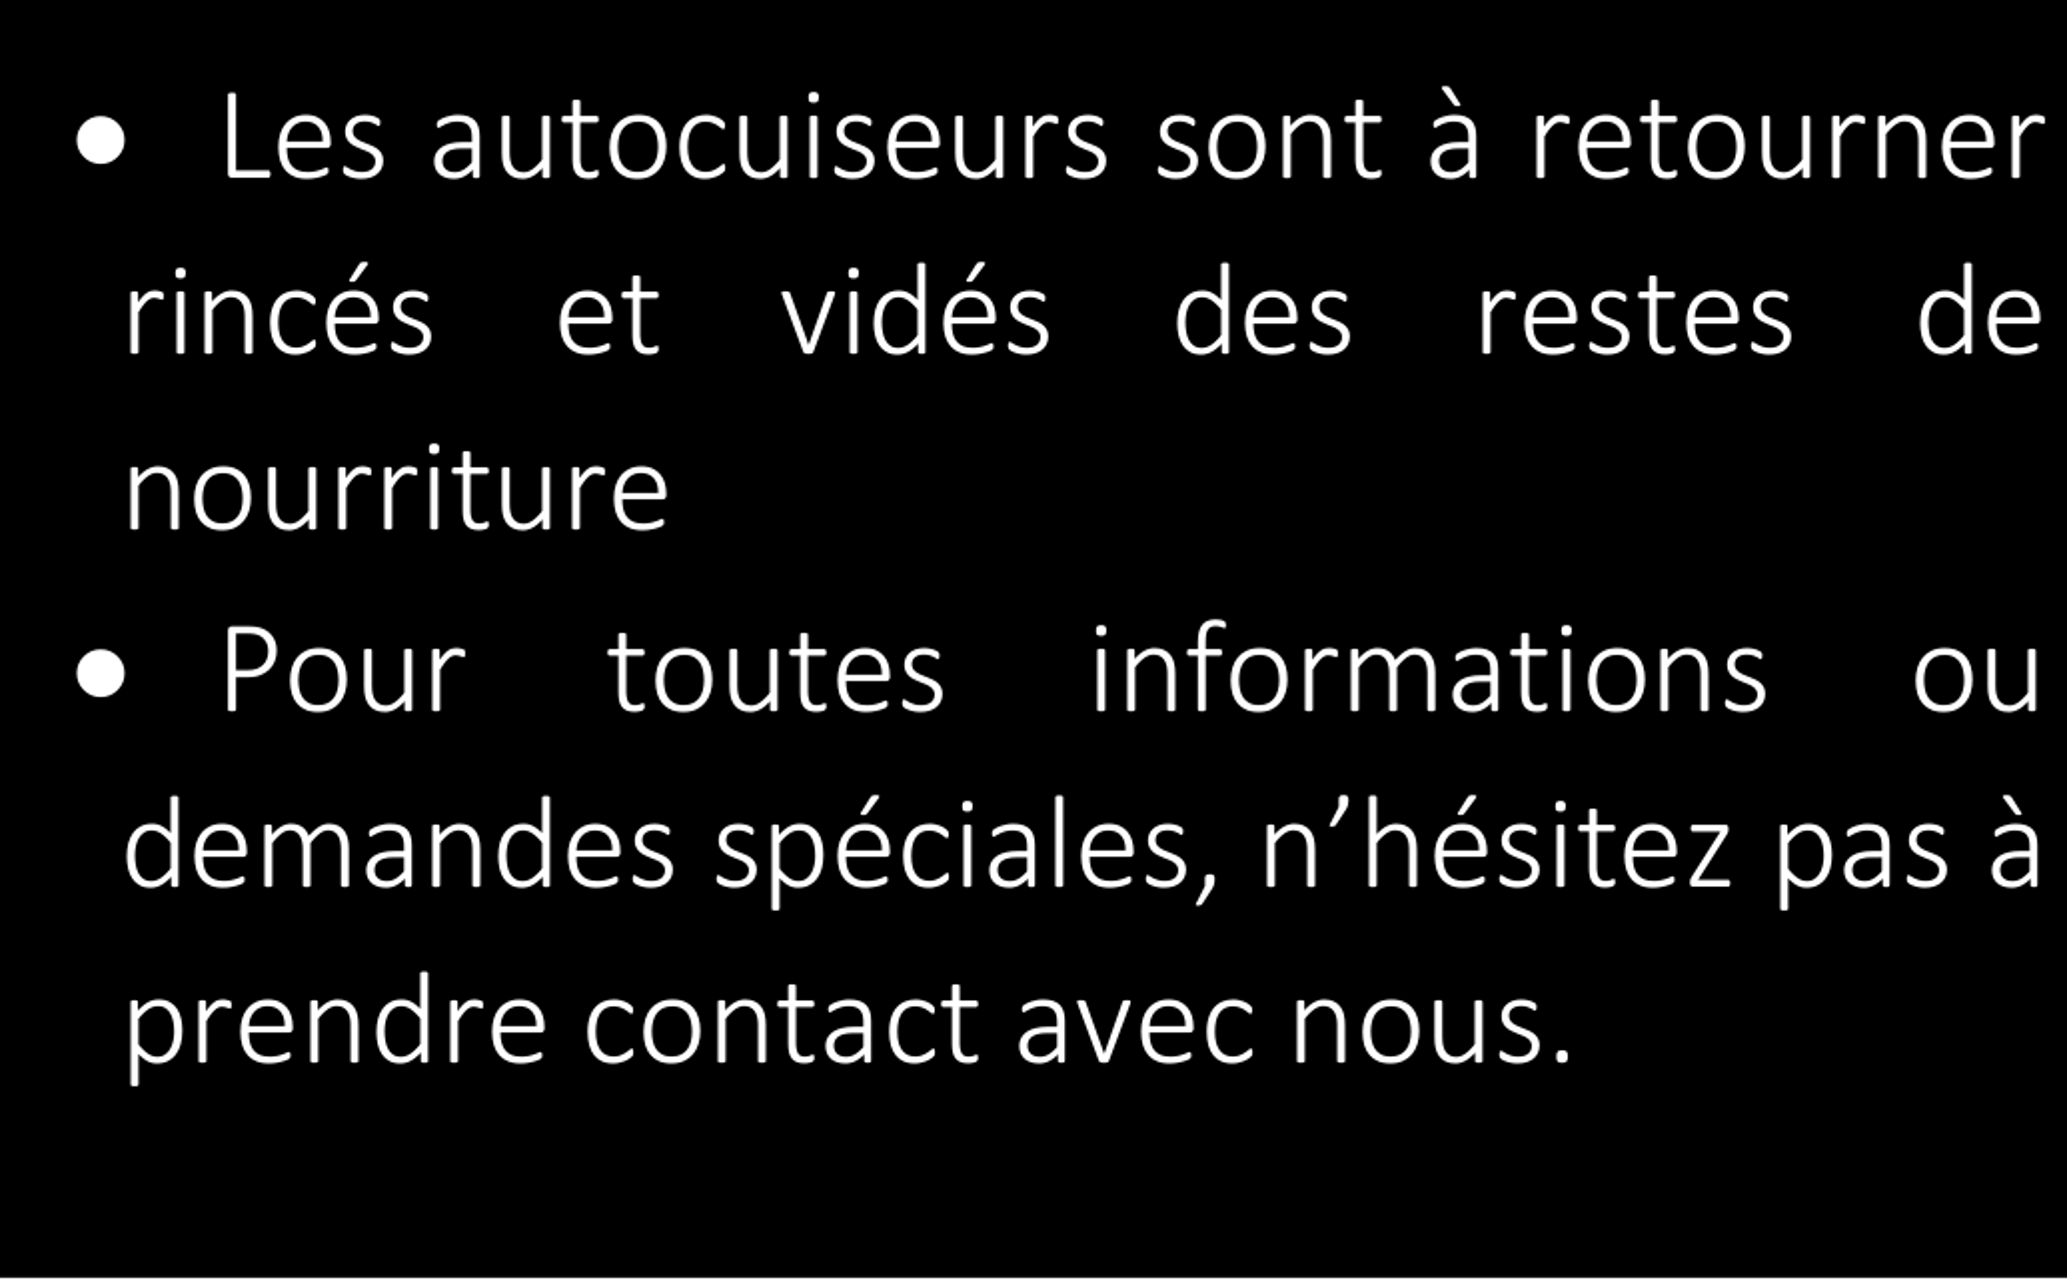 • Les autocuiseurs sont à retourner
rincés et vidés des restes de
nourriture
• Pour toutes informations ou
demandes spéciales, n’hésitez pas à
prendre contact avec nous.